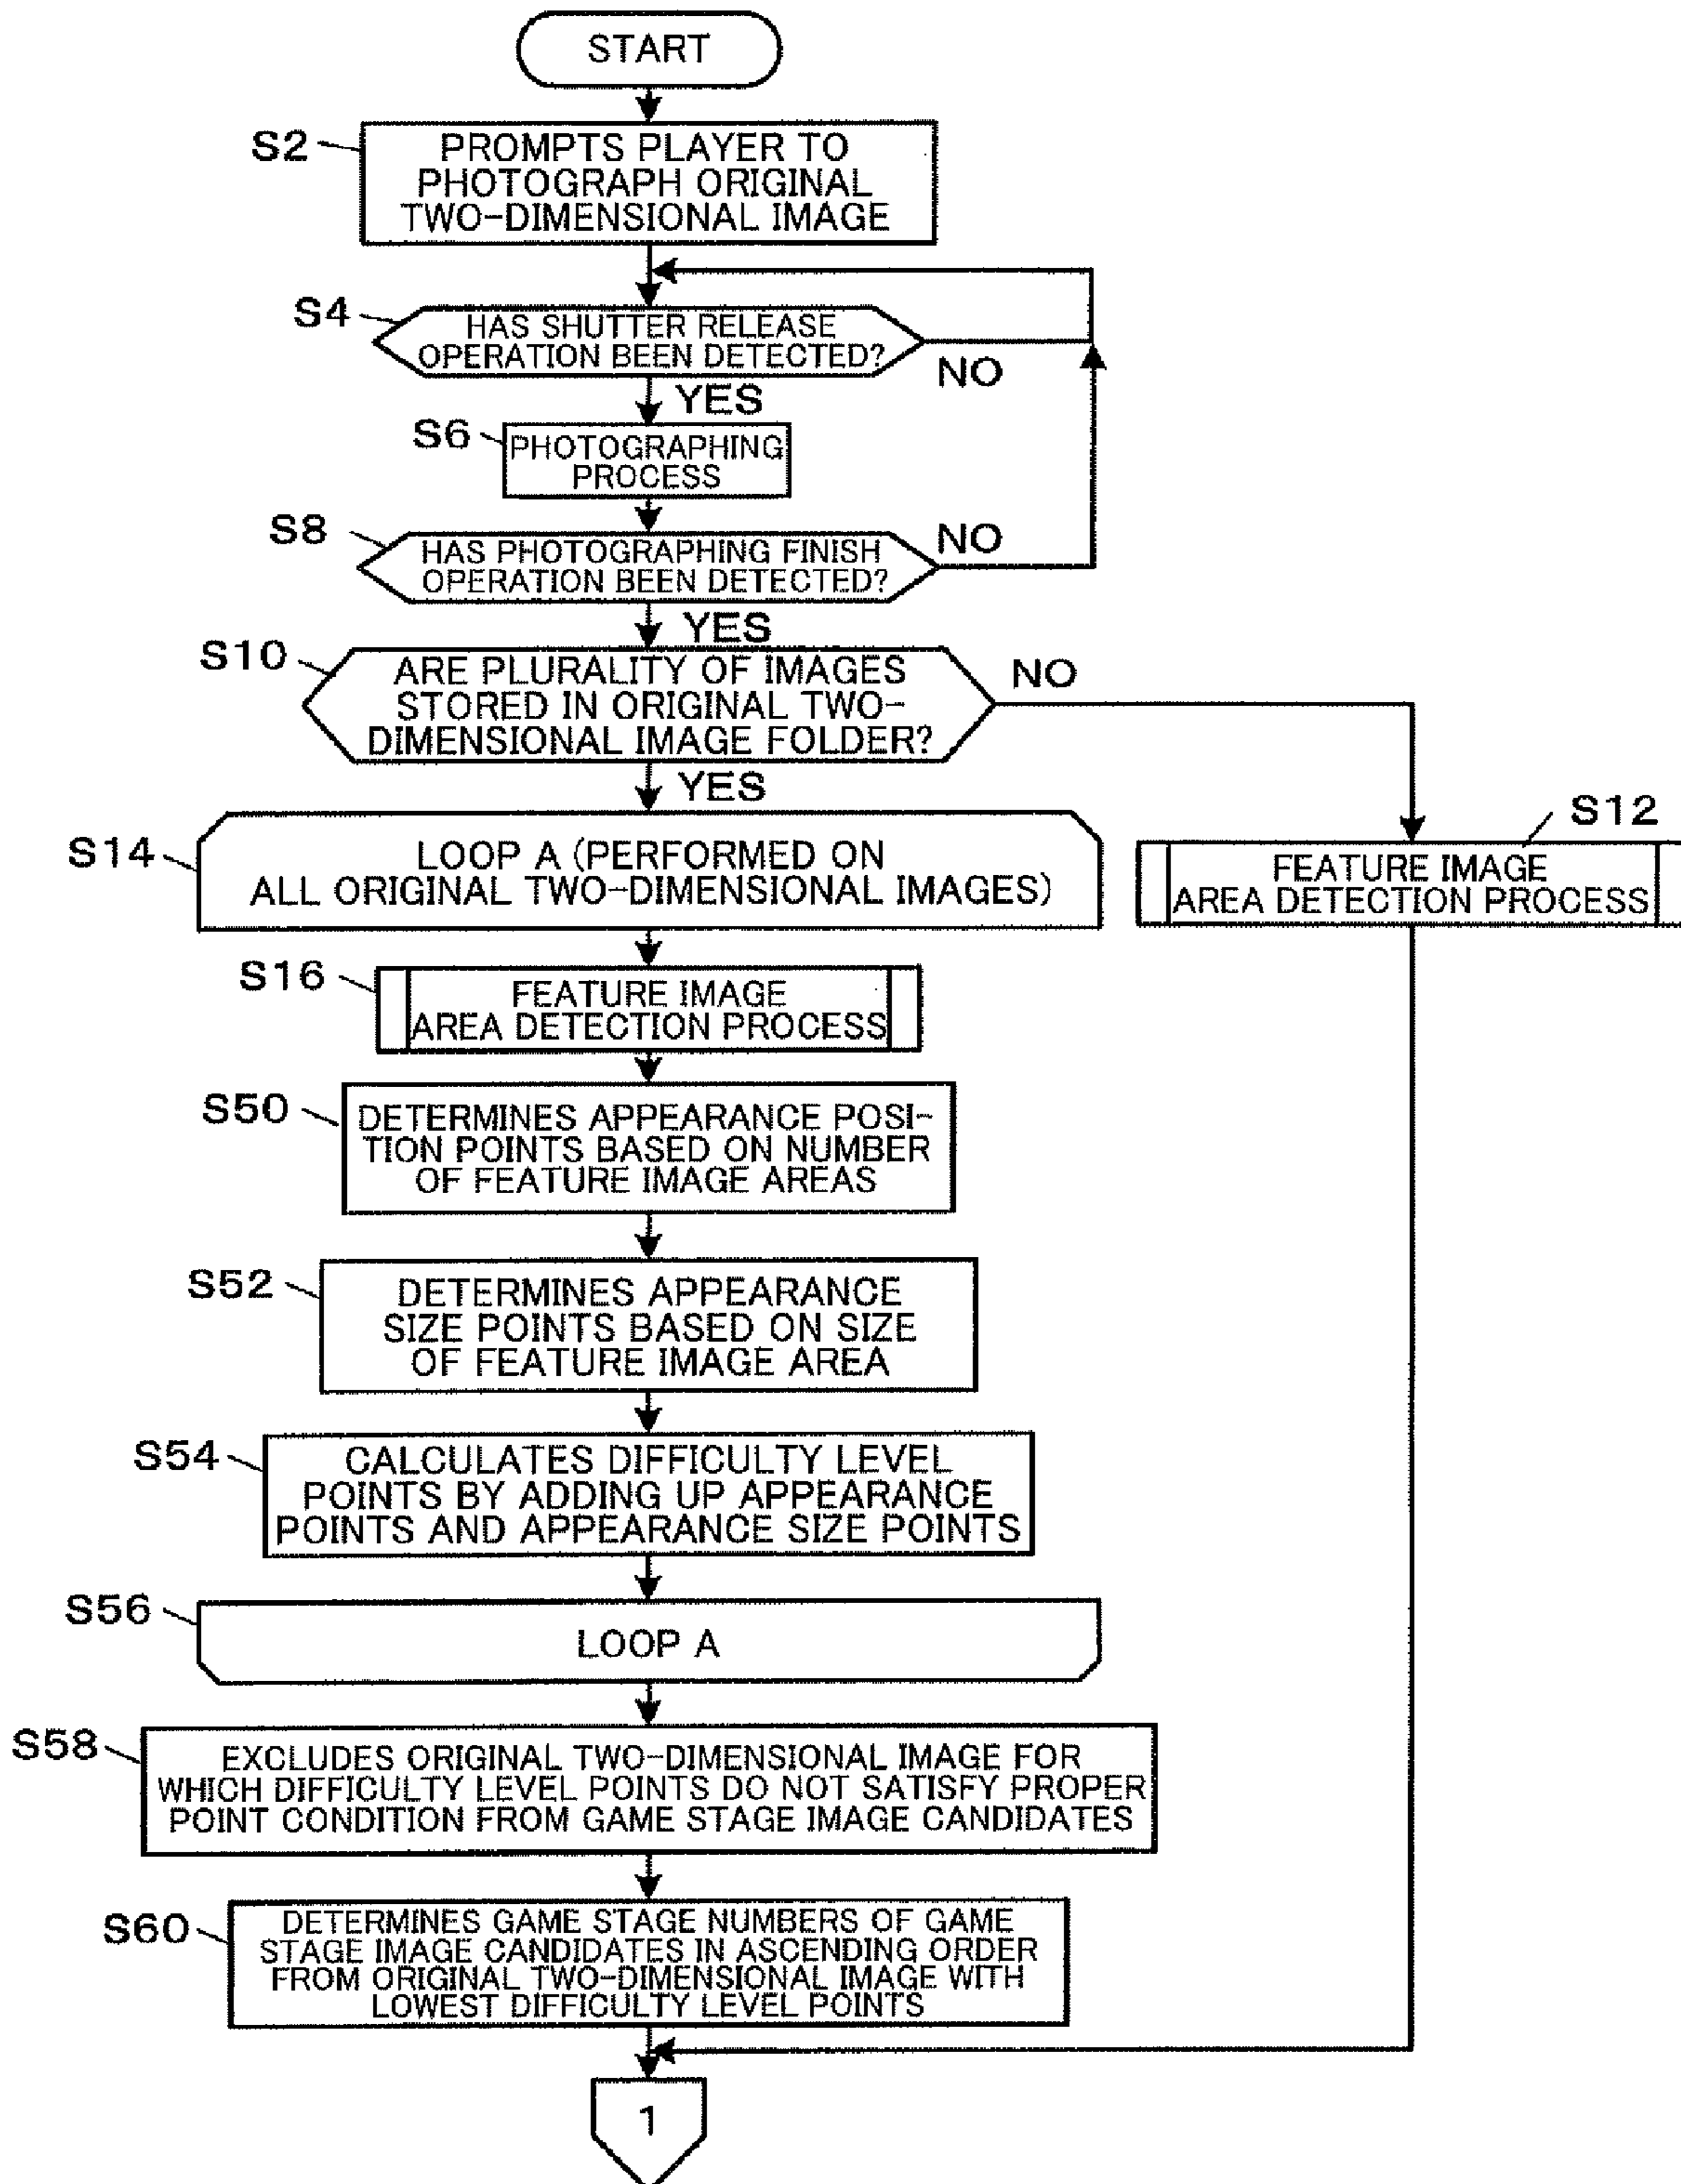 START
S2
PROMPTS PLAYER TO
PHOTOGRAPH ORIGINAL
TWO-DIMENSIONAL IMAGE
S4
HAS SHUTTER RELEASE
OPERATION BEEN DETECTED?
NO
YES
S6
PHOTOGRAPHING
PROCESS
S8
HAS PHOTOGRAPHING FINISH
OPERATION BEEN DETECTED?
NO
YES
S10
ARE PLURALITY OF IMAGES
STORED IN ORIGINAL TWO-
DIMENSIONAL IMAGE FOLDER?
NO
YES
S12
FEATURE IMAGE
AREA DETECTION PROCESS
S14
LOOP A (PERFORMED ON
ALL ORIGINAL TWO-DIMENSIONAL IMAGES)
S16
FEATURE IMAGE
AREA DETECTION PROCESS
S50
DETERMINES APPEARANCE POSI-
TION POINTS BASED ON NUMBER
OF FEATURE IMAGE AREAS
S52
DETERMINES APPEARANCE
SIZE POINTS BASED ON SIZE
OF FEATURE IMAGE AREA
S54
CALCULATES DIFFICULTY LEVEL
POINTS BY ADDING UP APPEARANCE
POINTS AND APPEARANCE SIZE POINTS
S56
LOOP A
S58
EXCLUDES ORIGINAL TWO-DIMENSIONAL IMAGE FOR
WHICH DIFFICULTY LEVEL POINTS DO NOT SATISFY PROPER
POINT CONDITION FROM GAME STAGE IMAGE CANDIDATES
S60
DETERMINES GAME STAGE NUMBERS OF GAME
STAGE IMAGE CANDIDATES IN ASCENDING ORDER
FROM ORIGINAL TWO-DIMENSIONAL IMAGE WITH
LOWEST DIFFICULTY LEVEL POINTS
1